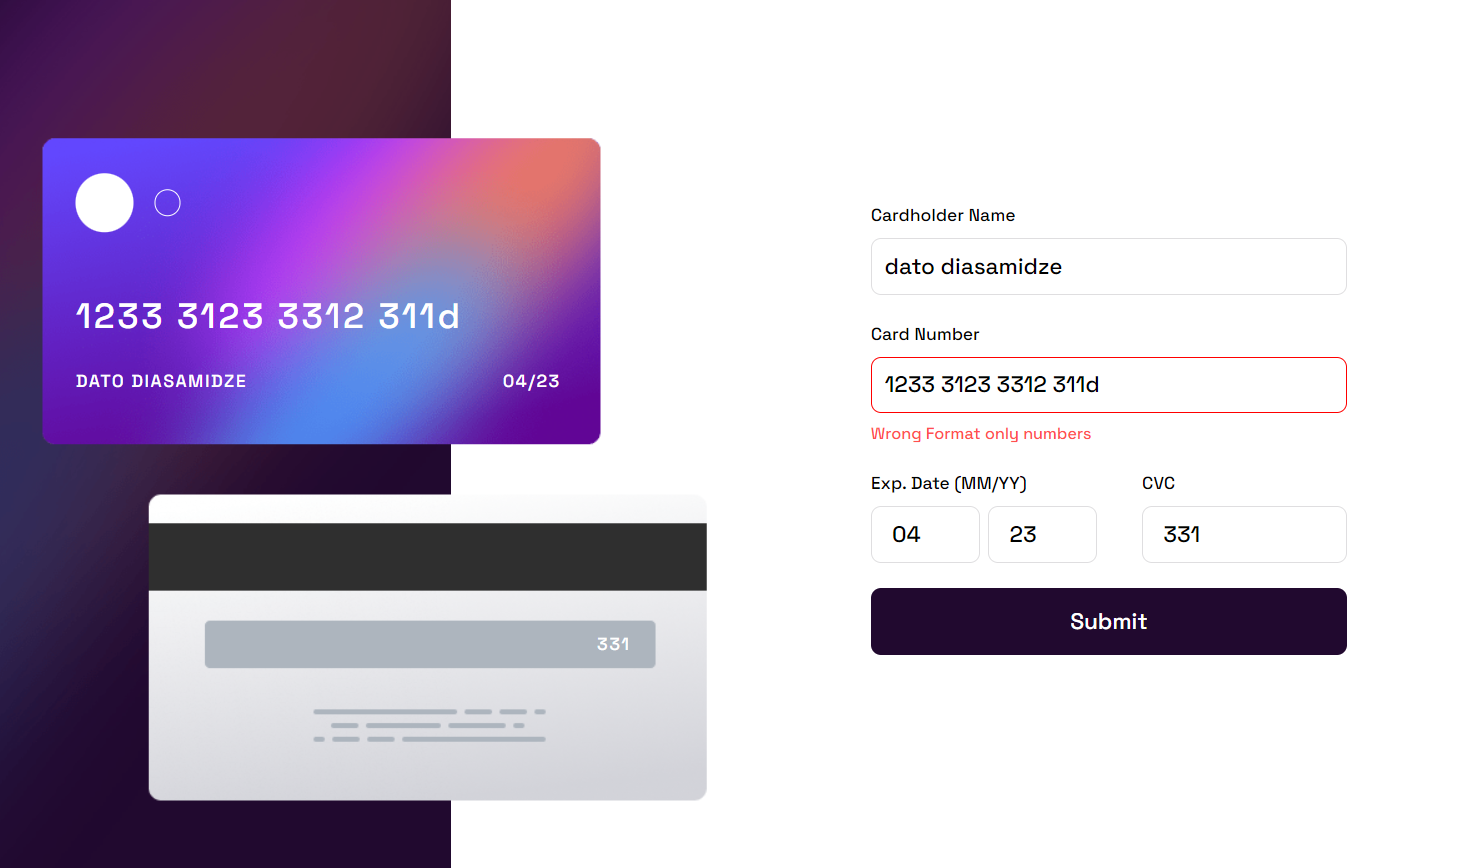 1233 3123 3312 311d
DATO DIASAMIDZE 04/23
331
Cardholder Name
dato diasamidze
Card Number
1233 3123 3312 311d
Wrong Format only numbers
Exp. Date (MM/YY) CVC
04 23 331
Submit